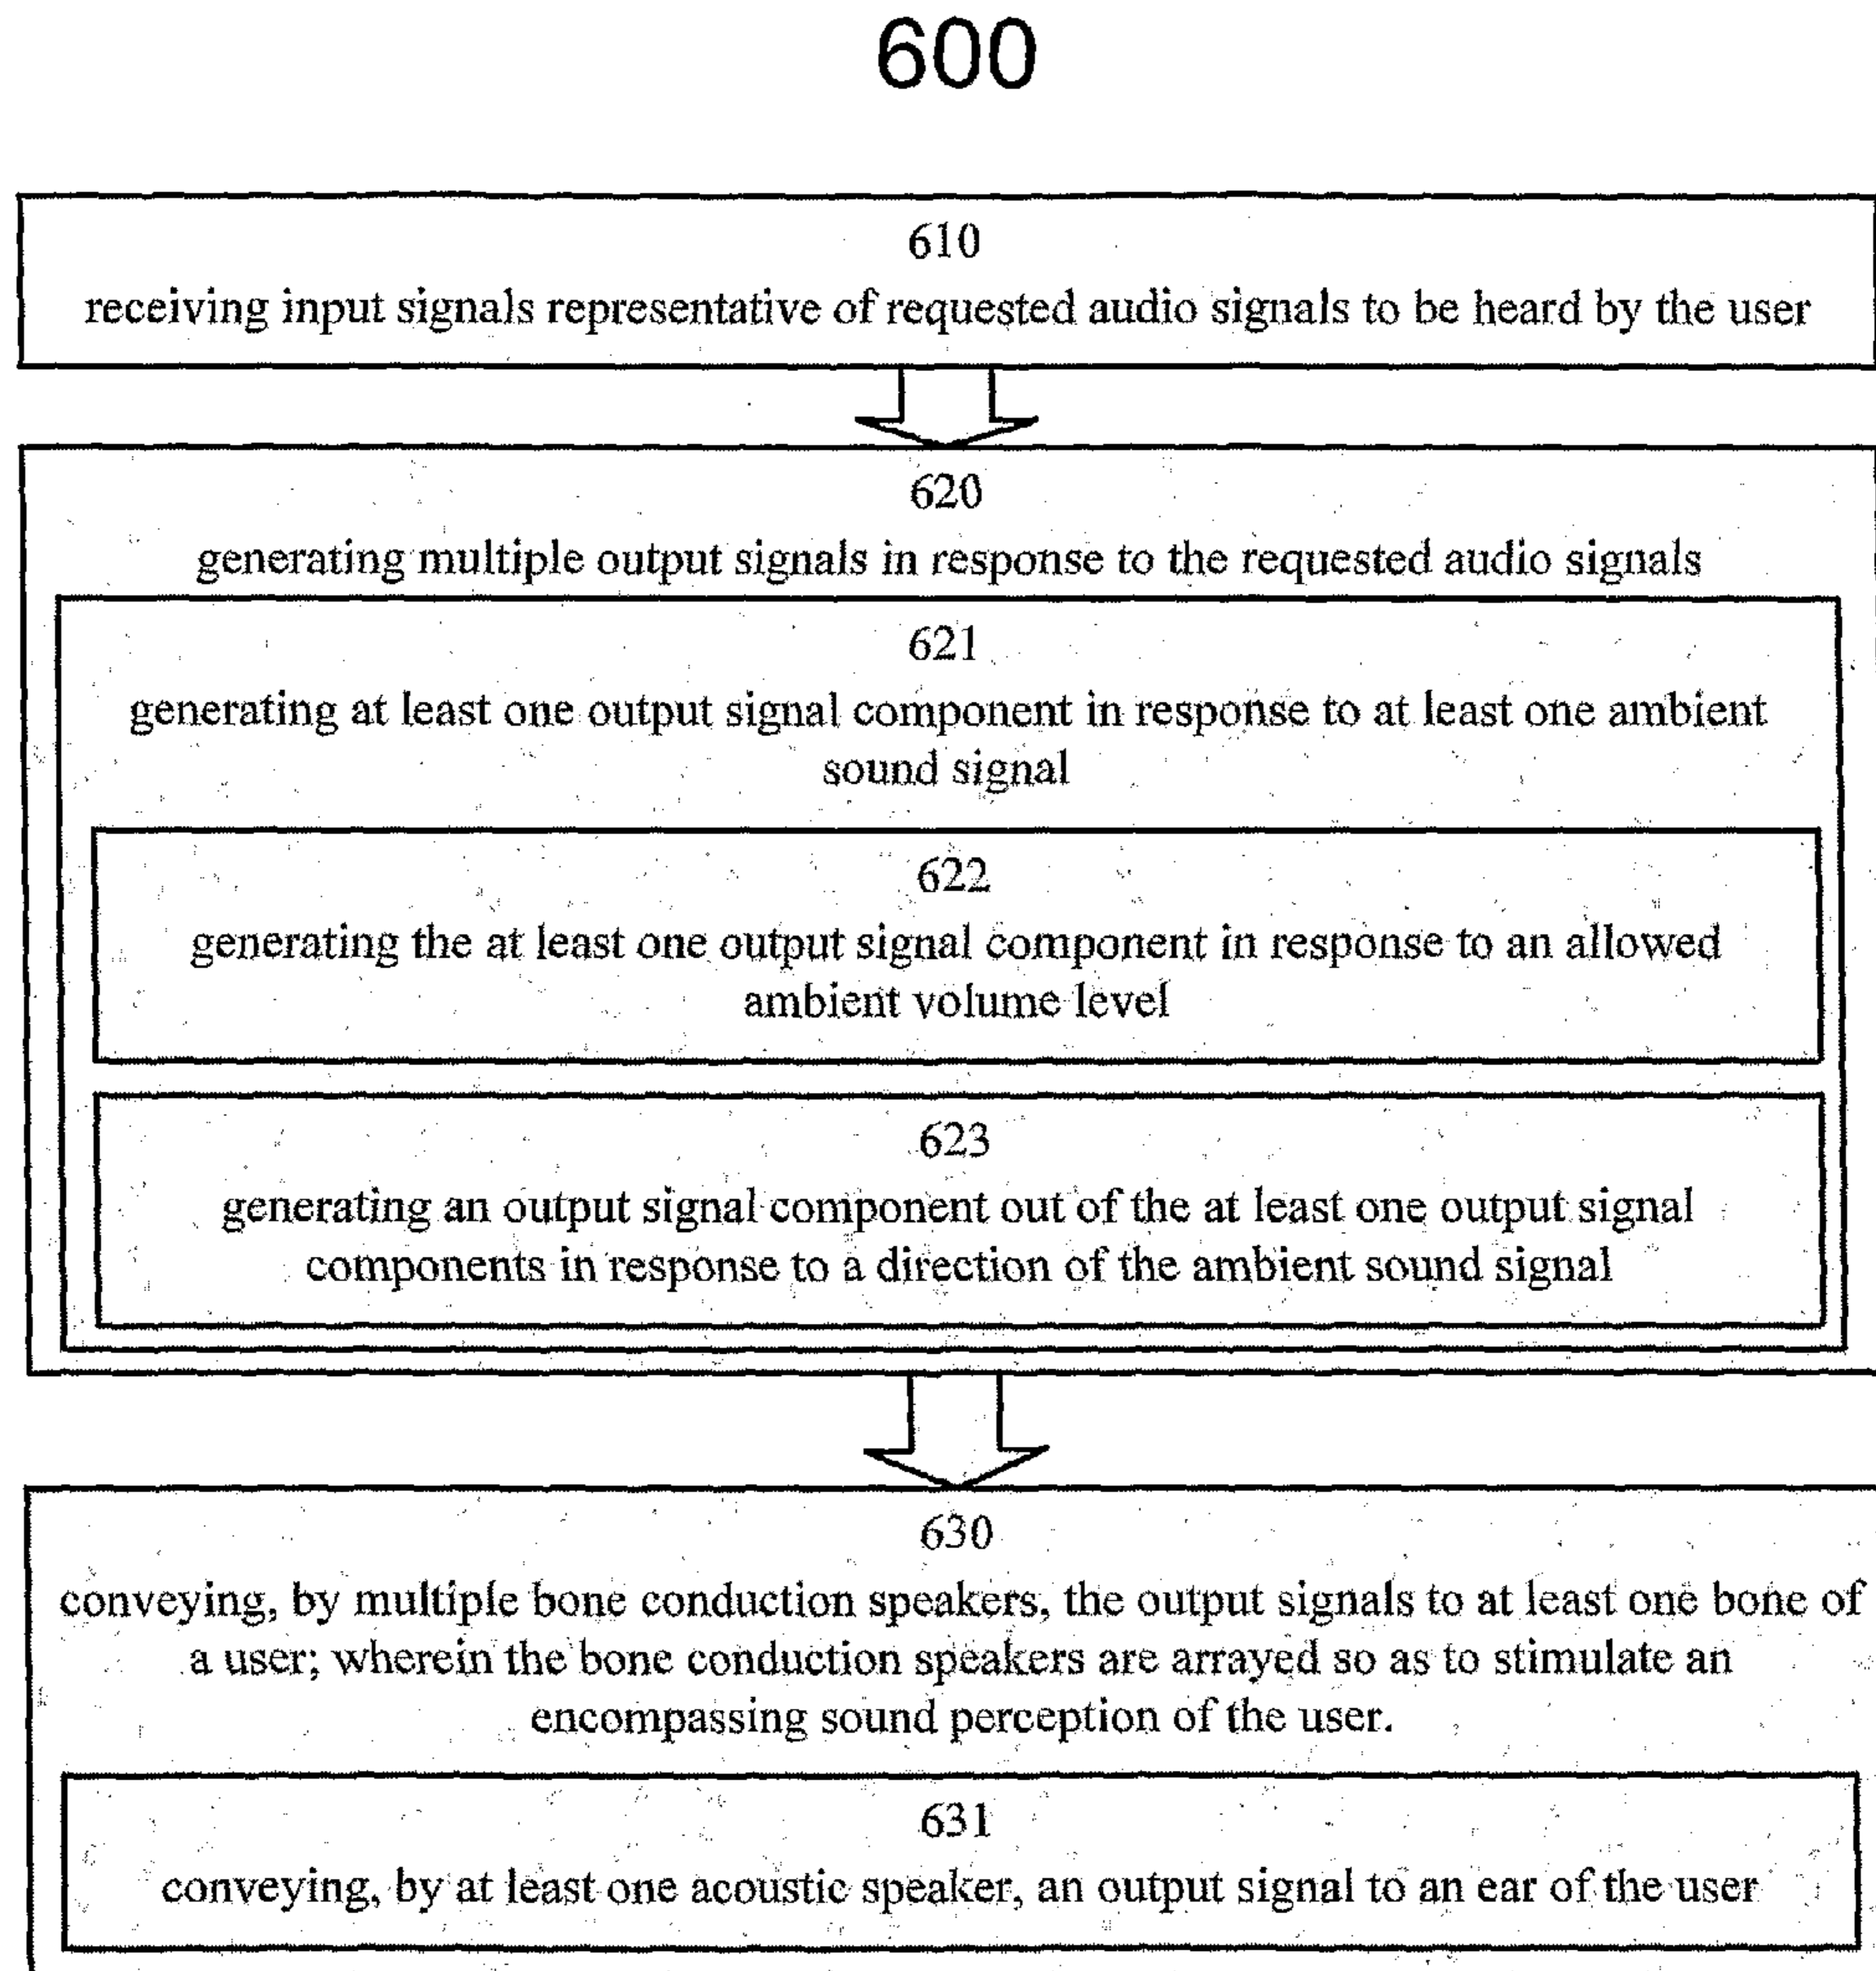 600
610
receiving input signals representative of requested audio signals to be heard by the user
620
generating multiple output signals in response to the requested audio signals
621
generating at least one output signal component in response to at least one ambient
sound signal
622
generating the at least one output signal component in response to an allowed
ambient volume level
623
generating an output signal component out of the at least one output signal
components in response to a direction of the ambient sound signal
630
conveying, by multiple bone conduction speakers, the output signals to at least one bone of
a user; wherein the bone conduction speakers are arrayed so as to stimulate an
encompassing sound perception of the user.
631
conveying, by at least one acoustic speaker, an output signal to an ear of the user